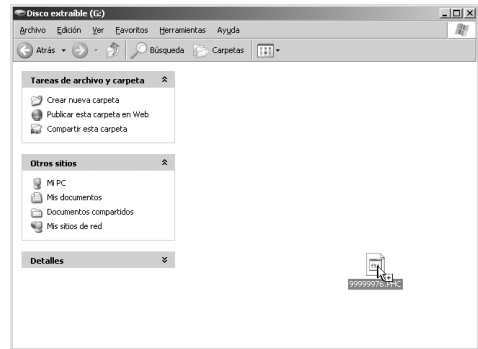 Disco extraíble (G:)
Archivo Edición Ver Favoritos Herramientas Ayuda
Atrás Búsqueda Carpetas
Tareas de archivo y carpeta
Crear nueva carpeta
Publicar esta carpeta en Web
Compartir esta carpeta
Otros sitios
Mi PC
Mis documentos
Documentos compartidos
Mis sitios de red
Detalles
99999976.PHC